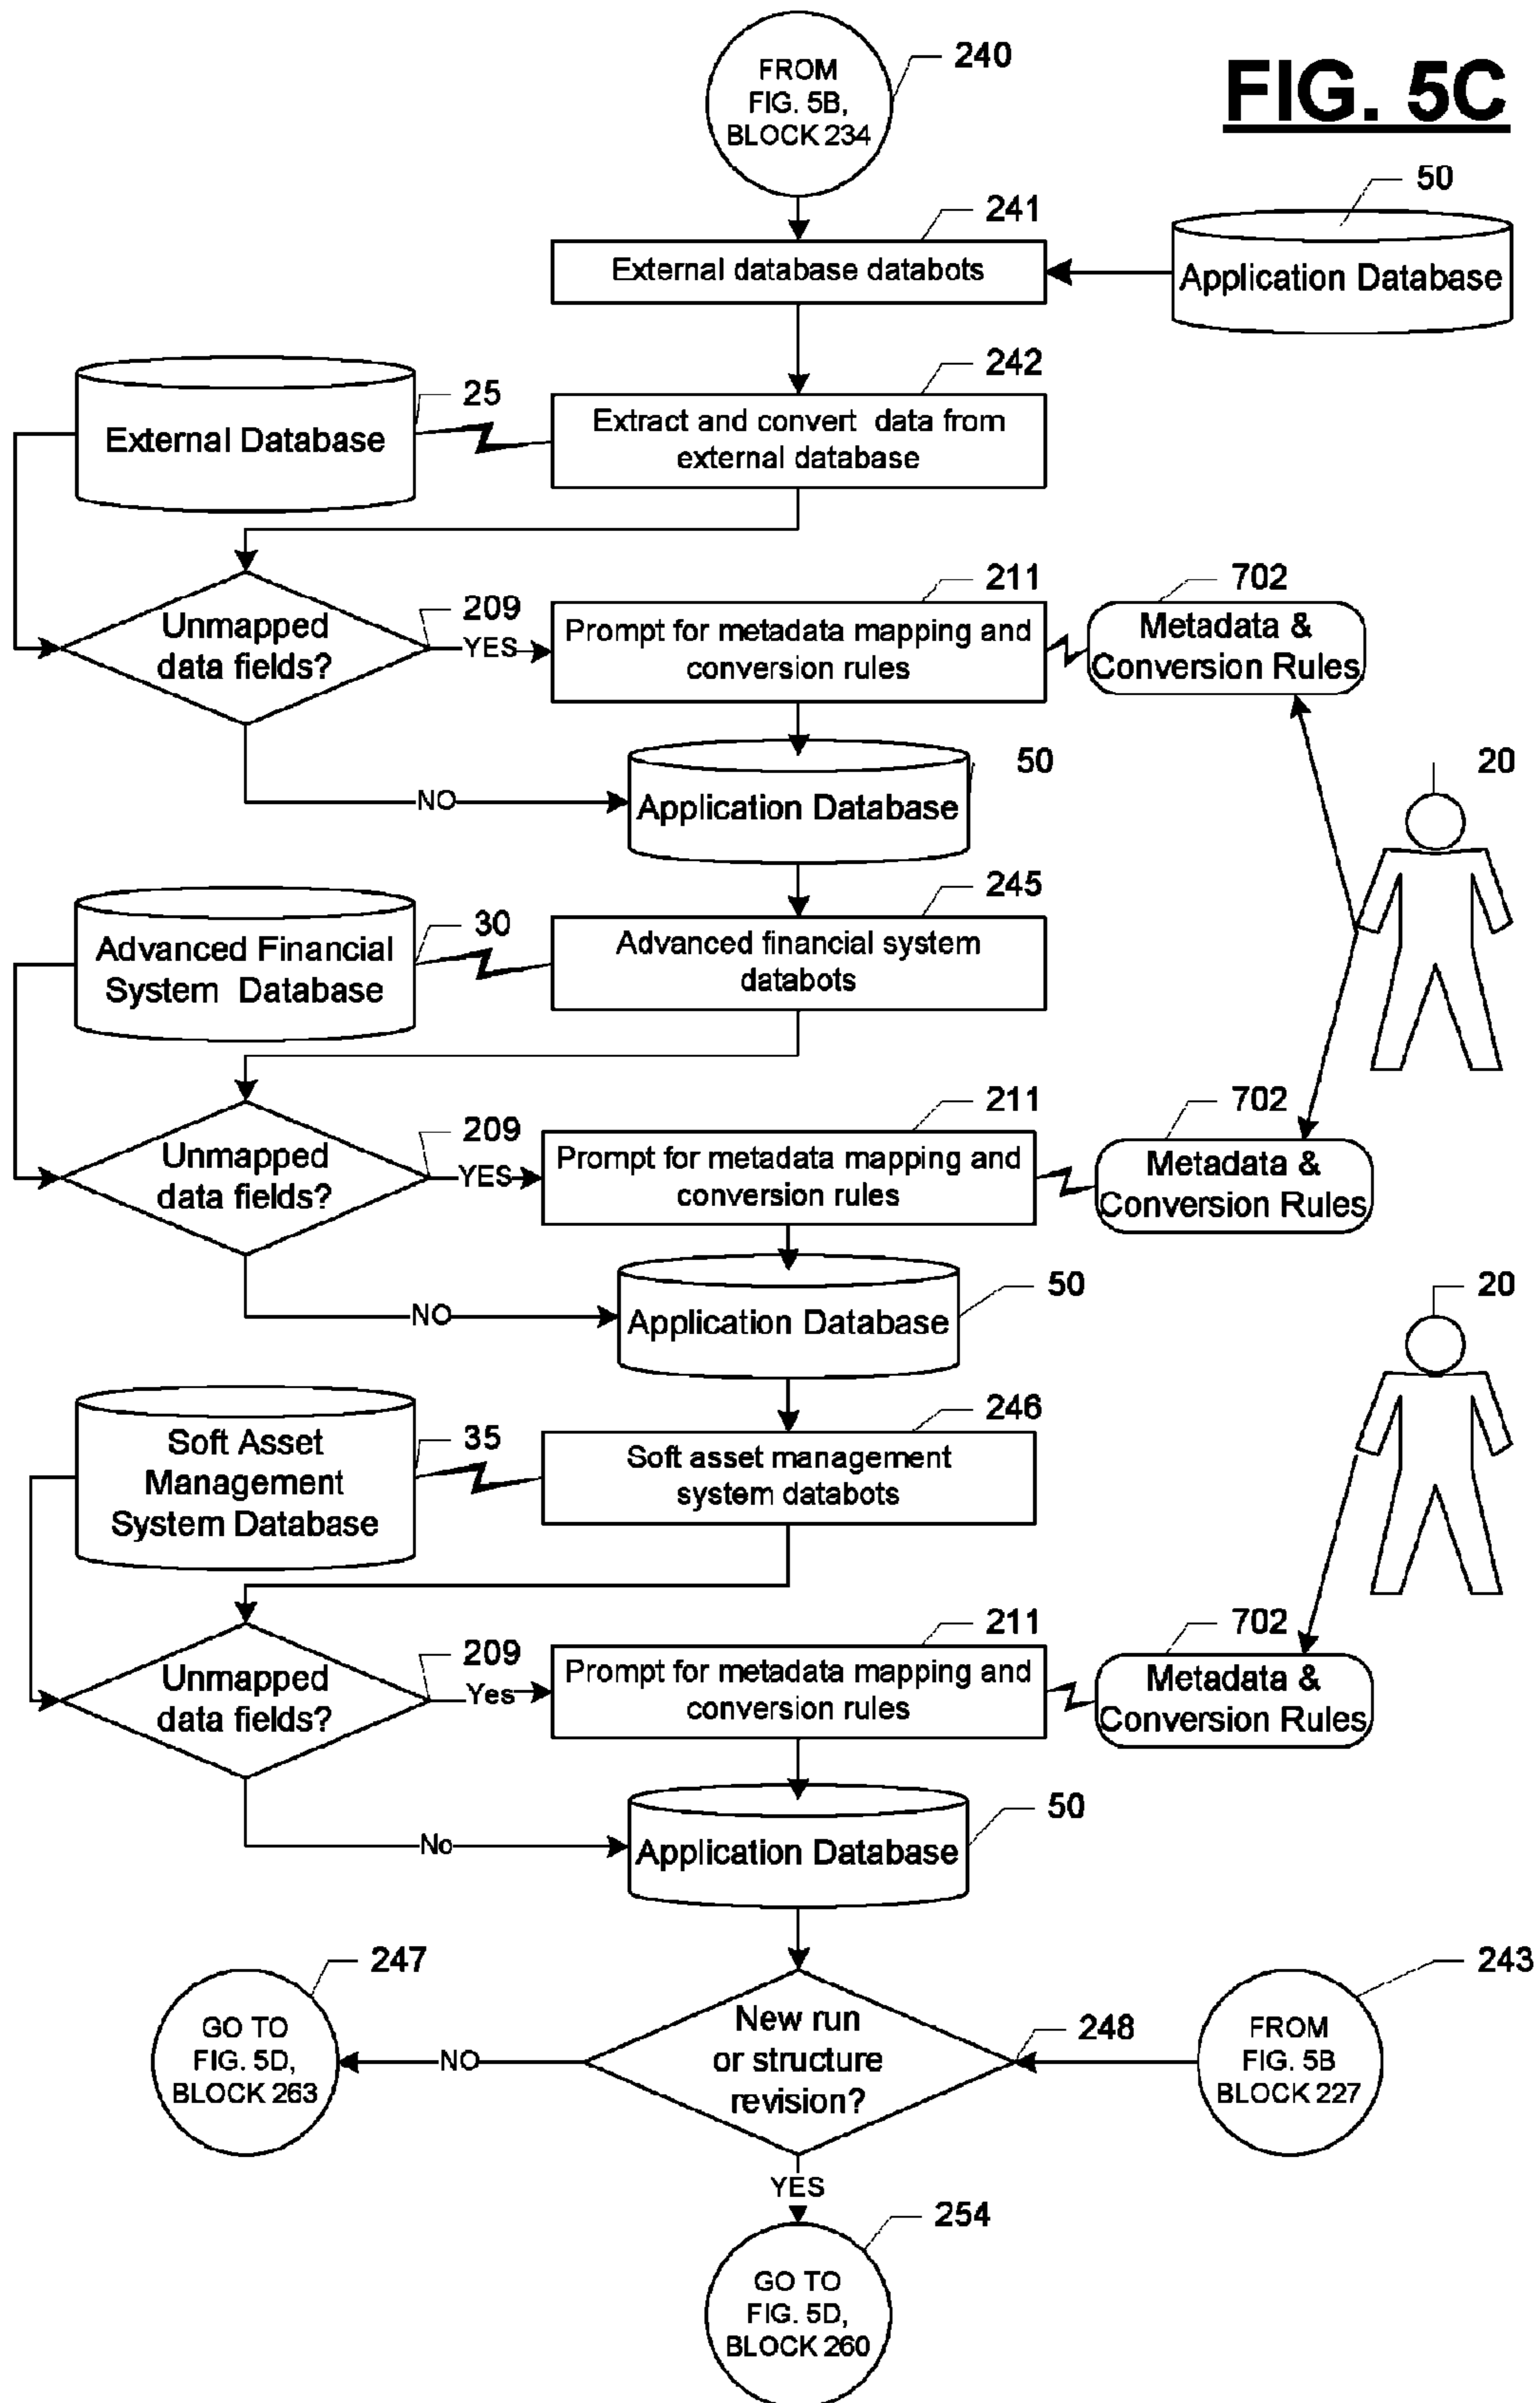 FIG. 5C
240
FROM
FIG. 5B,
BLOCK 234
241
50
External database databots
Application Database
242
25
External Database
Extract and convert data from
external database
209
211
702
Unmapped
data fields?
YES
Prompt for metadata mapping and
conversion rules
Metadata &
Conversion Rules
50
20
NO
Application Database
245
30
Advanced Financial
System Database
Advanced financial system
databots
209
211
702
Unmapped
data fields?
YES
Prompt for metadata mapping and
conversion rules
Metadata &
Conversion Rules
50
20
NO
Application Database
246
35
Soft Asset
Management
System Database
Soft asset management
system databots
209
211
702
Unmapped
data fields?
Yes
Prompt for metadata mapping and
conversion rules
Metadata &
Conversion Rules
50
No
Application Database
247
243
GO TO
FIG. 5D,
BLOCK 263
NO
New run
or structure
revision?
248
FROM
FIG. 5B
BLOCK 227
YES
254
GO TO
FIG. 5D,
BLOCK 260